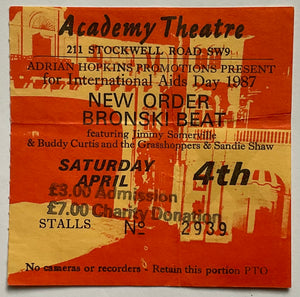 Academy Theatre
211 STOCKWELL ROAD SW9
ADRIAN HOPKINS PROMOTIONS PRESENT
for International Aids Day 1987
NEW ORDER
BRONSKI BEAT
featuring Jimmy Somerville
& Buddy Curtis and the Grasshoppers & Sandie Shaw
SATURDAY
APRIL 4th
£3.00 Admission
£7.00 Charity Donation
STALLS Nº 2939
No cameras or recorders - Retain this portion PTO